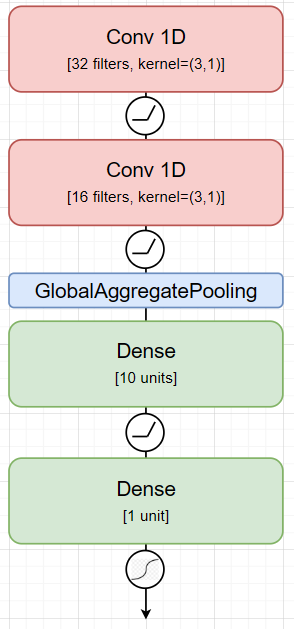 Conv 1D
[32 filters, kernel=(3,1)]
Conv 1D
[16 filters, kernel=(3,1)]
GlobalAggregatePooling
Dense
[10 units]
Dense
[1 unit]